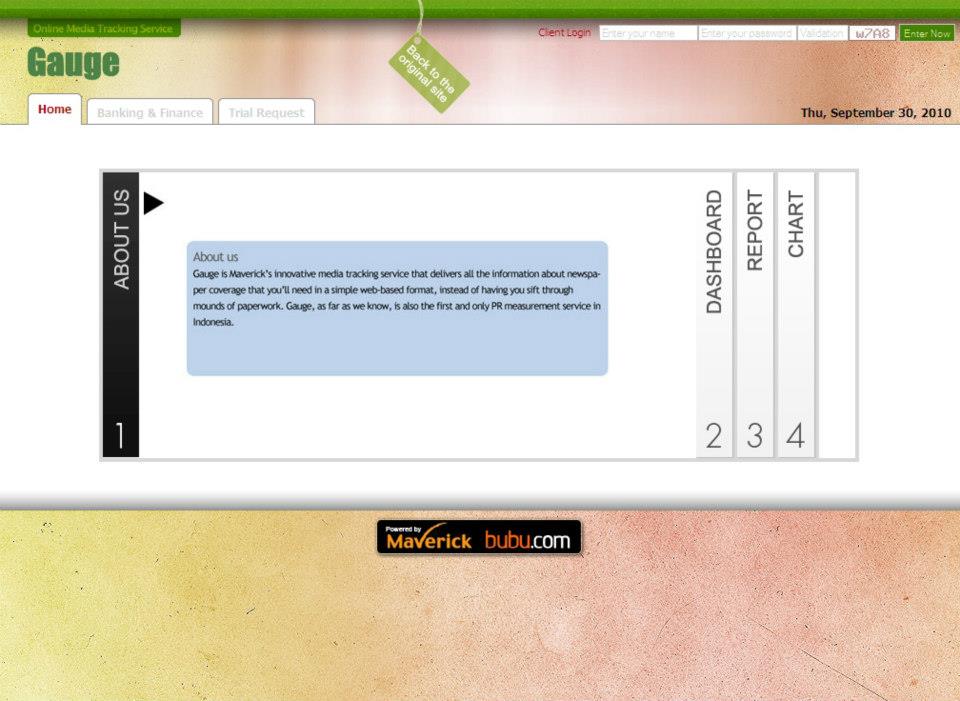 Online Media Tracking Service
Gauge
Back to the
original site
Client Login
Enter your name
Enter your password
Validation
w7A8
Enter Now
Home
Banking & Finance
Trial Request
Thu, September 30, 2010
ABOUT US
1
About us
Gauge is Maverick's innovative media tracking service that delivers all the information about newspa-
per coverage that you'll need in a simple web-based format, instead of having you sift through
mounds of paperwork. Gauge, as far as we know, is also the first and only PR measurement service in
Indonesia.
DASHBOARD
2
REPORT
3
CHART
4
Powered by
Maverick
bubu.com